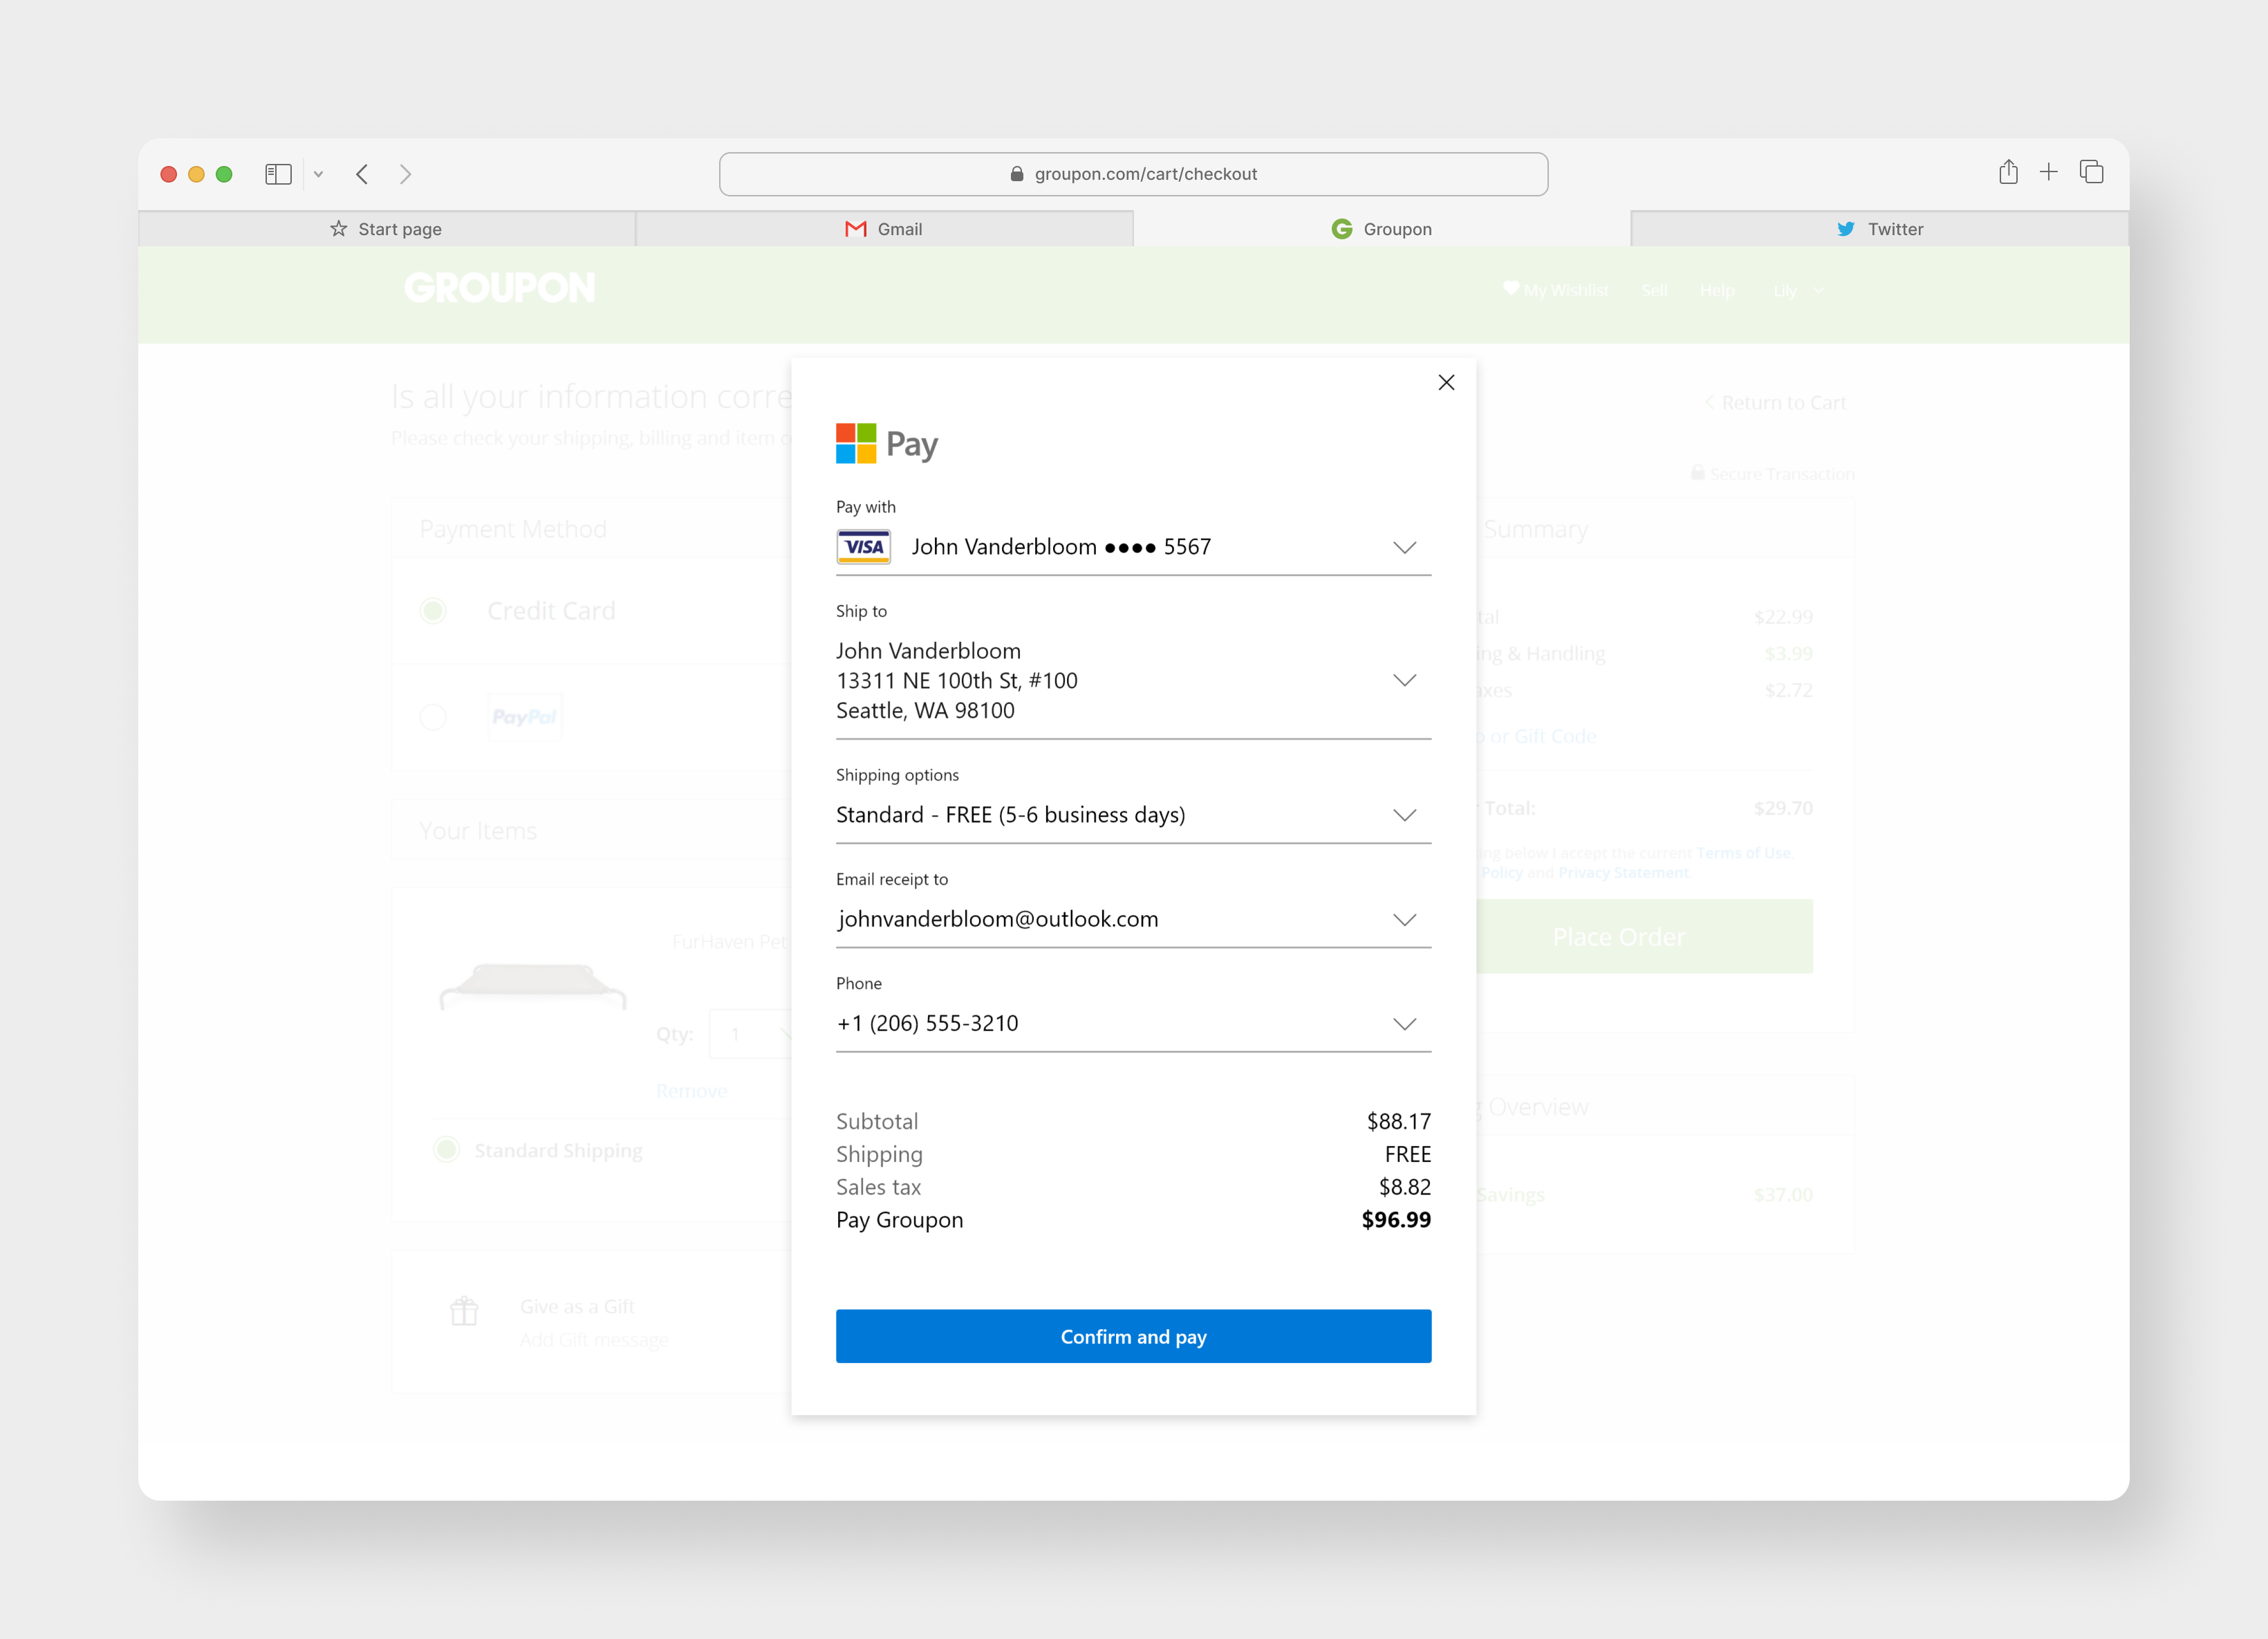 groupon.com/cart/checkout
Start page
Gmail
Groupon
Twitter
GROUPON
My Wishlist
Sell
Help
Lily
Is all your information corre
Please check your shipping, billing and item c
Return to Cart
Secure Transaction
Payment Method
Credit Card
PayPal
Your Items
FurHaven Pet
Qty:
1
Remove
Standard Shipping
Give as a Gift
Add Gift message
Pay
Pay with
VISA John Vanderbloom •••• 5567
Ship to
John Vanderbloom
13311 NE 100th St, #100
Seattle, WA 98100
Shipping options
Standard - FREE (5-6 business days)
Email receipt to
johnvanderbloom@outlook.com
Phone
+1 (206) 555-3210
Subtotal $88.17
Shipping FREE
Sales tax $8.82
Pay Groupon $96.99
Confirm and pay
Summary
tal $22.99
ing & Handling $3.99
axes $2.72
or Gift Code
Total: $29.70
ing below I accept the current Terms of Use,
Policy and Privacy Statement.
Place Order
Overview
Savings $37.00